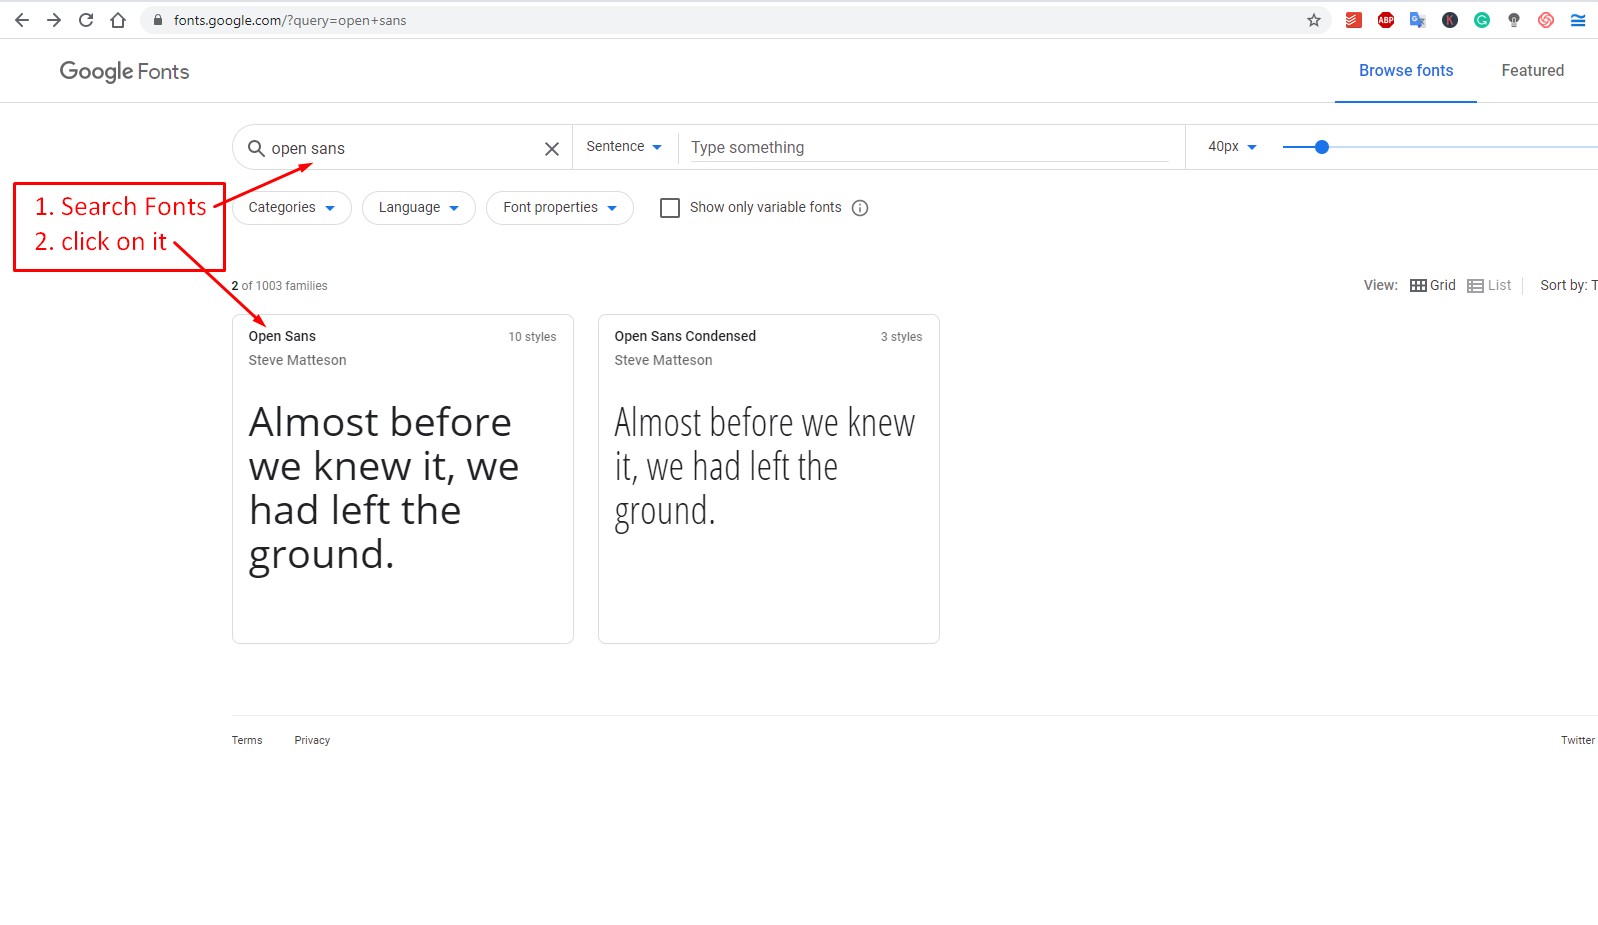 fonts.google.com/?query=open+sans
ABP
G
K
G
Google Fonts
Browse fonts
Featured
open sans
Sentence
Type something
40px
1. Search Fonts
2. click on it
Categories
Language
Font properties
Show only variable fonts
2 of 1003 families
View:
Grid
List
Sort by: T
Open Sans
10 styles
Steve Matteson
Almost before
we knew it, we
had left the
ground.
Open Sans Condensed
3 styles
Steve Matteson
Almost before we knew
it, we had left the
ground.
Terms
Privacy
Twitter